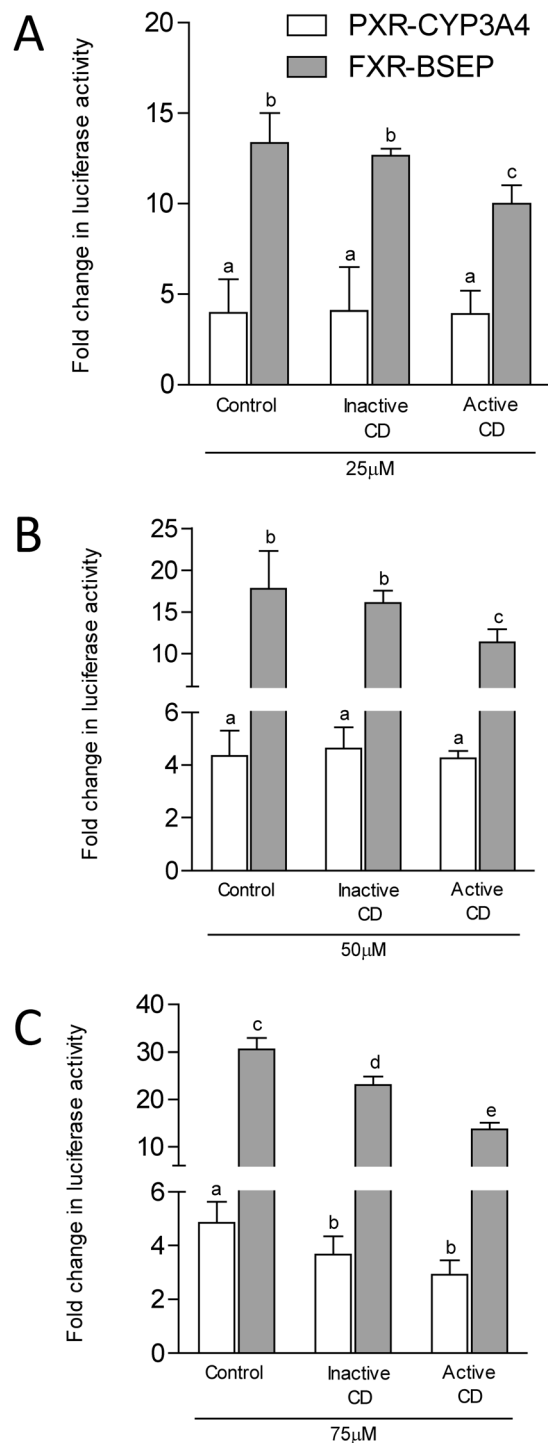 A
PXR-CYP3A4
FXR-BSEP
Fold change in luciferase activity
20
15
10
5
0
b
b
c
a
a
a
Control
Inactive
CD
Active
CD
25μM
B
Fold change in luciferase activity
25
20
15
10
6
4
2
0
b
b
c
a
a
a
Control
Inactive
CD
Active
CD
50μM
C
Fold change in luciferase activity
40
30
20
10
6
4
2
0
c
d
e
a
b
b
Control
Inactive
CD
Active
CD
75μM